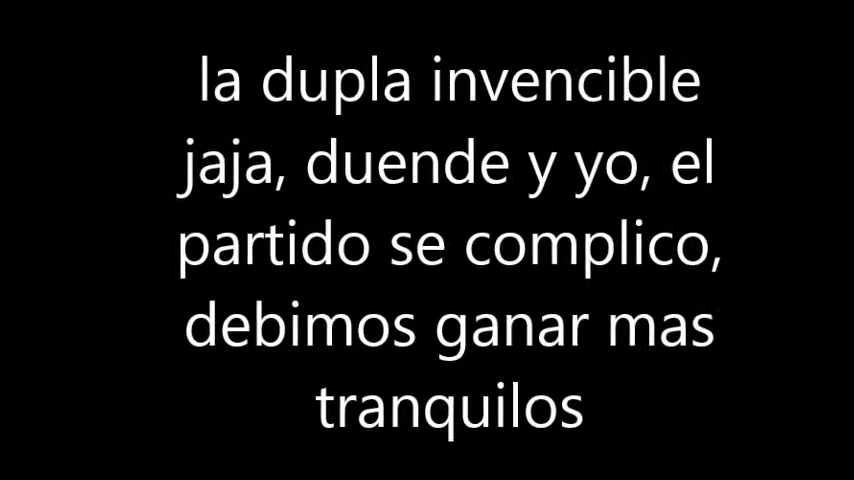 la dupla invencible
jaja, duende y yo, el
partido se complico,
debimos ganar mas
tranquilos